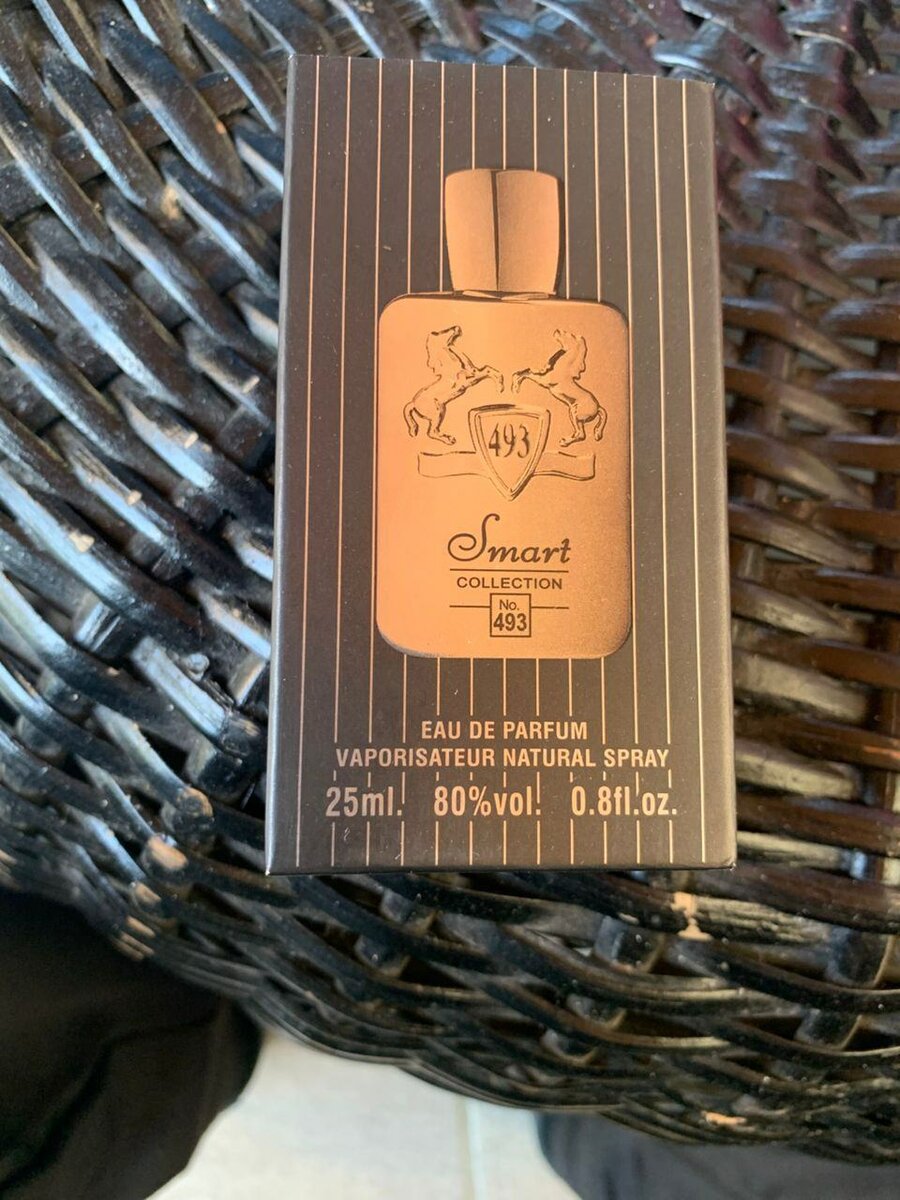 493
Smart
COLLECTION
No.
493
EAU DE PARFUM
VAPORISATEUR NATURAL SPRAY
25ml. 80%vol. 0.8fl.oz.